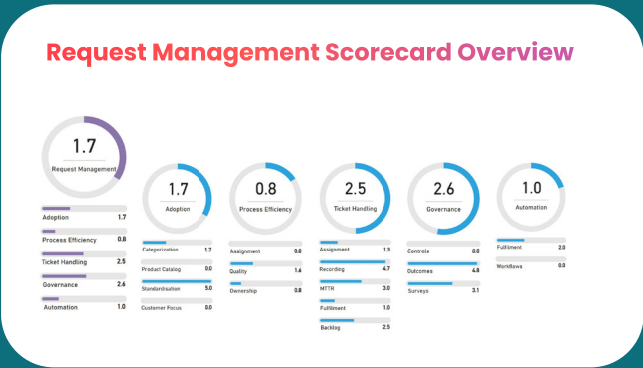 Request Management Scorecard Overview
1.7
Request Management
Adoption 1.7
Process Efficiency 0.8
Ticket Handling 2.5
Governance 2.6
Automation 1.0
1.7
Adoption
Categorization 1.7
Product Catalog 0.0
Standardisation 5.0
Customer Focus 0.0
0.8
Process Efficiency
Assignment 0.0
Quality 1.6
Ownership 0.8
2.5
Ticket Handling
Assignment 1.3
Recording 4.7
MTTR 3.0
Fulfilment 1.0
Backlog 2.5
2.6
Governance
Controls 0.0
Outcomes 4.8
Surveys 3.1
1.0
Automation
Fulfilment 2.0
Workflows 0.0